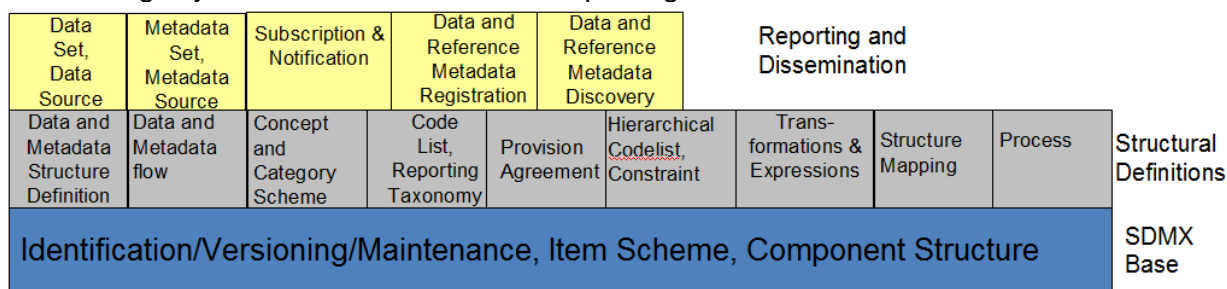 Data
Set,
Data
Source
Metadata
Set,
Metadata
Source
Subscription &
Notification
Data and
Reference
Metadata
Registration
Data and
Reference
Metadata
Discovery
Reporting and
Dissemination
Data and
Metadata
Structure
Definition
Data and
Metadata
flow
Concept
and
Category
Scheme
Code
List,
Reporting
Taxonomy
Provision
Agreement
Hierarchical
Codelist,
Constraint
Trans-
formations &
Expressions
Structure
Mapping
Process
Structural
Definitions
Identification/Versioning/Maintenance, Item Scheme, Component Structure
SDMX
Base